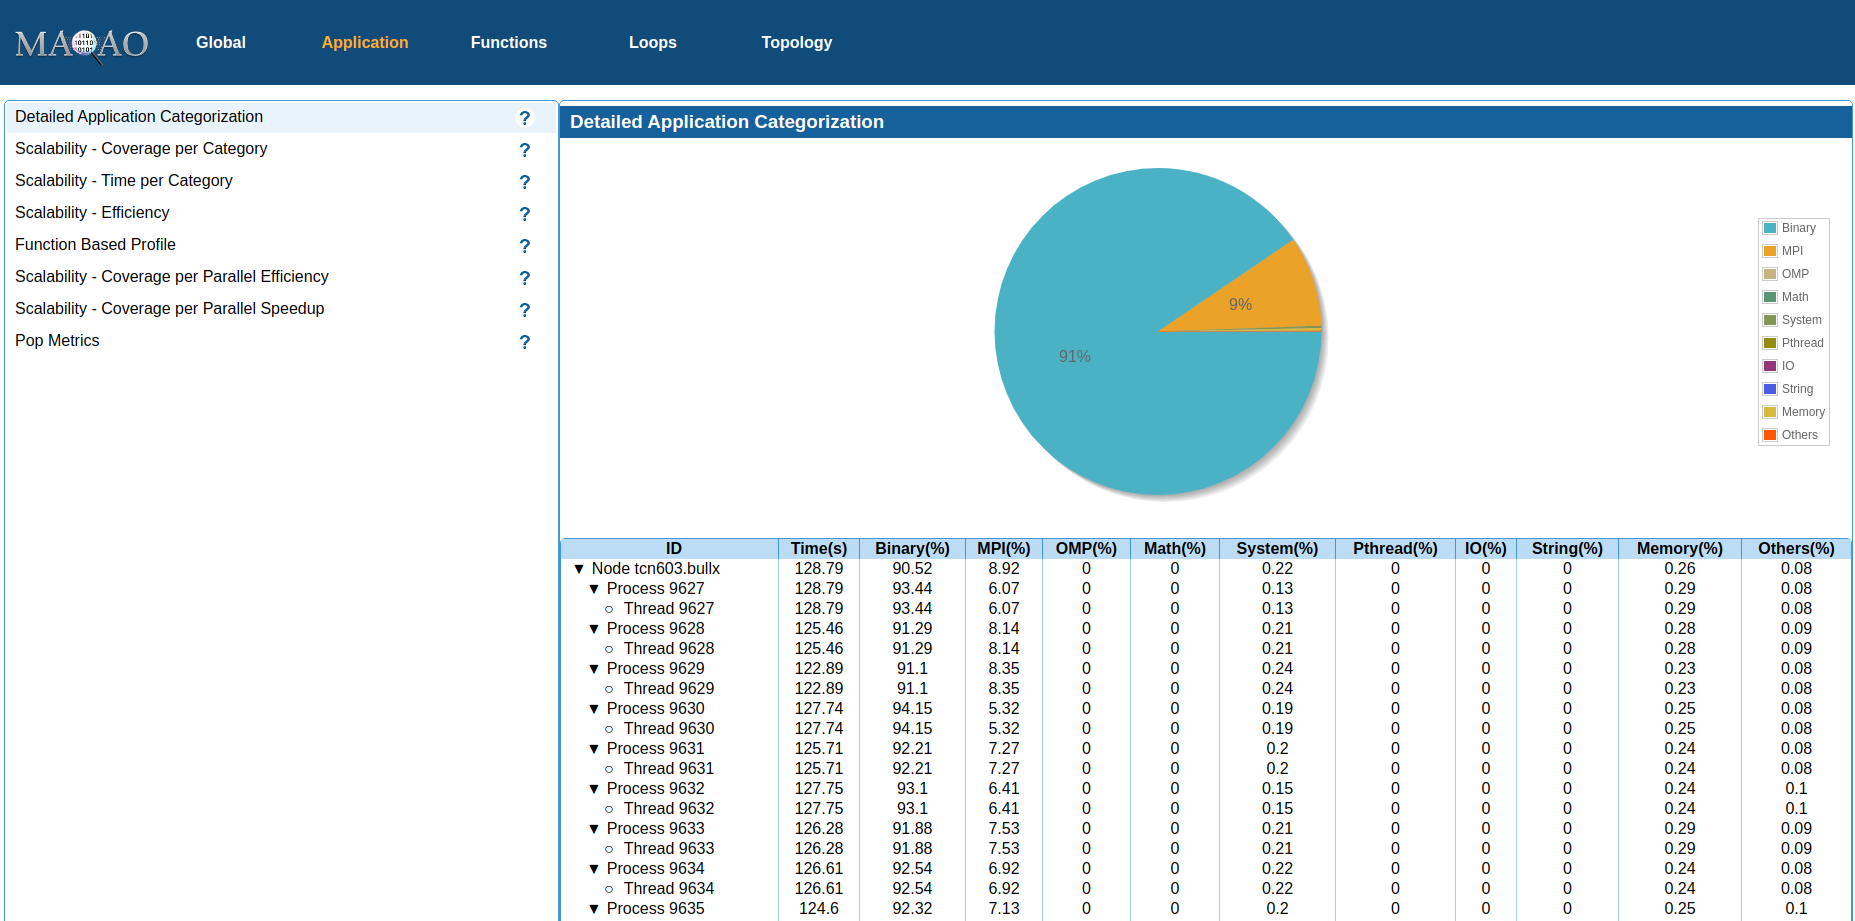 MAQAO Global Application Functions Loops Topology
Detailed Application Categorization ?
Scalability - Coverage per Category ?
Scalability - Time per Category ?
Scalability - Efficiency ?
Function Based Profile ?
Scalability - Coverage per Parallel Efficiency ?
Scalability - Coverage per Parallel Speedup ?
Pop Metrics ?
Detailed Application Categorization
9%
91%
Binary
MPI
OMP
Math
System
Pthread
IO
String
Memory
Others
ID Time(s) Binary(%) MPI(%) OMP(%) Math(%) System(%) Pthread(%) IO(%) String(%) Memory(%) Others(%)
▼ Node tcn603.bullx 128.79 90.52 8.92 0 0 0.22 0 0 0 0.26 0.08
▼ Process 9627 128.79 93.44 6.07 0 0 0.13 0 0 0 0.29 0.08
○ Thread 9627 128.79 93.44 6.07 0 0 0.13 0 0 0 0.29 0.08
▼ Process 9628 125.46 91.29 8.14 0 0 0.21 0 0 0 0.28 0.09
○ Thread 9628 125.46 91.29 8.14 0 0 0.21 0 0 0 0.28 0.09
▼ Process 9629 122.89 91.1 8.35 0 0 0.24 0 0 0 0.23 0.08
○ Thread 9629 122.89 91.1 8.35 0 0 0.24 0 0 0 0.23 0.08
▼ Process 9630 127.74 94.15 5.32 0 0 0.19 0 0 0 0.25 0.08
○ Thread 9630 127.74 94.15 5.32 0 0 0.19 0 0 0 0.25 0.08
▼ Process 9631 125.71 92.21 7.27 0 0 0.2 0 0 0 0.24 0.08
○ Thread 9631 125.71 92.21 7.27 0 0 0.2 0 0 0 0.24 0.08
▼ Process 9632 127.75 93.1 6.41 0 0 0.15 0 0 0 0.24 0.1
○ Thread 9632 127.75 93.1 6.41 0 0 0.15 0 0 0 0.24 0.1
▼ Process 9633 126.28 91.88 7.53 0 0 0.21 0 0 0 0.29 0.09
○ Thread 9633 126.28 91.88 7.53 0 0 0.21 0 0 0 0.29 0.09
▼ Process 9634 126.61 92.54 6.92 0 0 0.22 0 0 0 0.24 0.08
○ Thread 9634 126.61 92.54 6.92 0 0 0.22 0 0 0 0.24 0.08
▼ Process 9635 124.6 92.32 7.13 0 0 0.2 0 0 0 0.25 0.1